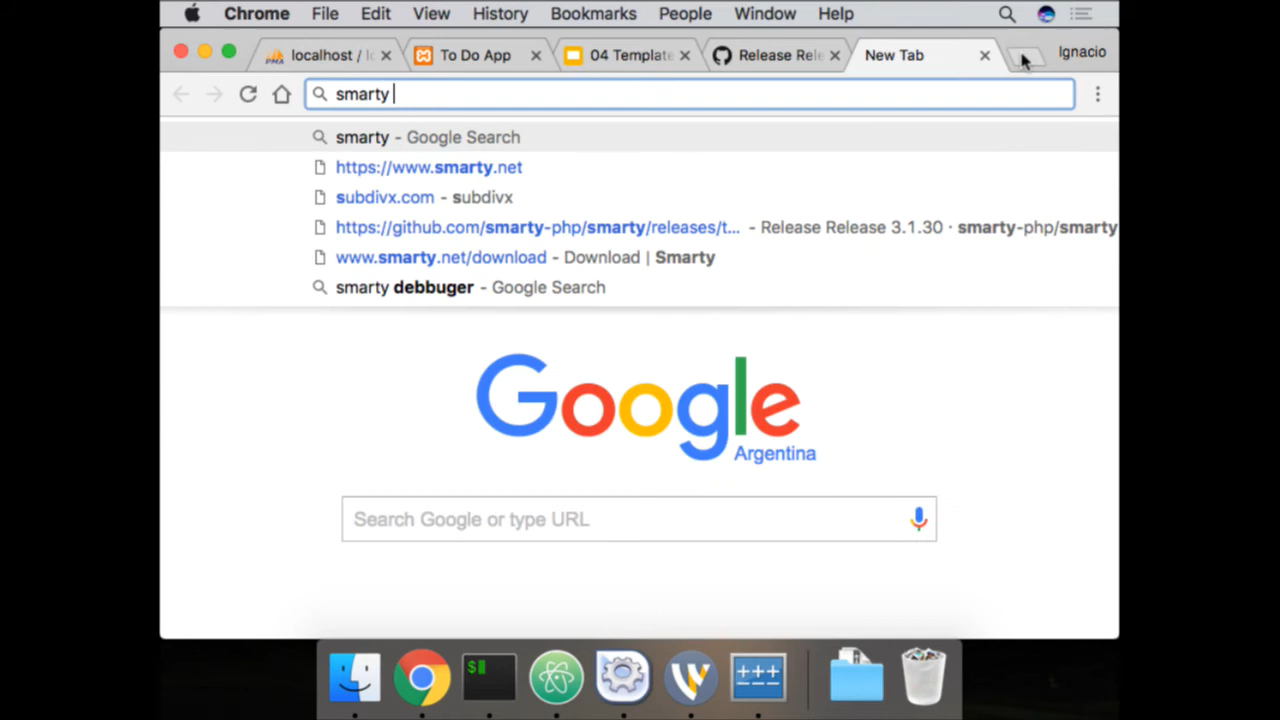 Chrome File Edit View History Bookmarks People Window Help
localhost / lo To Do App 04 Template Release Rele New Tab Ignacio
smarty
smarty - Google Search
https://www.smarty.net
subdivx.com - subdivx
https://github.com/smarty-php/smarty/releases/t... - Release Release 3.1.30 · smarty-php/smarty
www.smarty.net/download - Download | Smarty
smarty debbuger - Google Search
Google
Argentina
Search Google or type URL